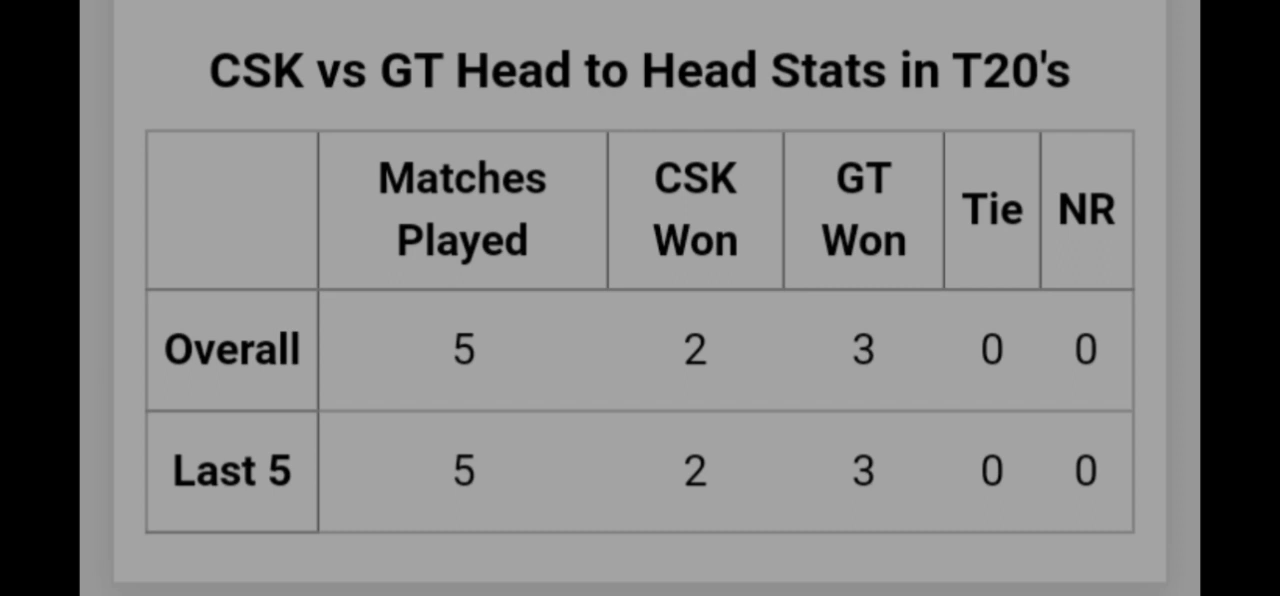 CSK vs GT Head to Head Stats in T20's
Matches Played CSK Won GT Won Tie NR
Overall 5 2 3 0 0
Last 5 5 2 3 0 0